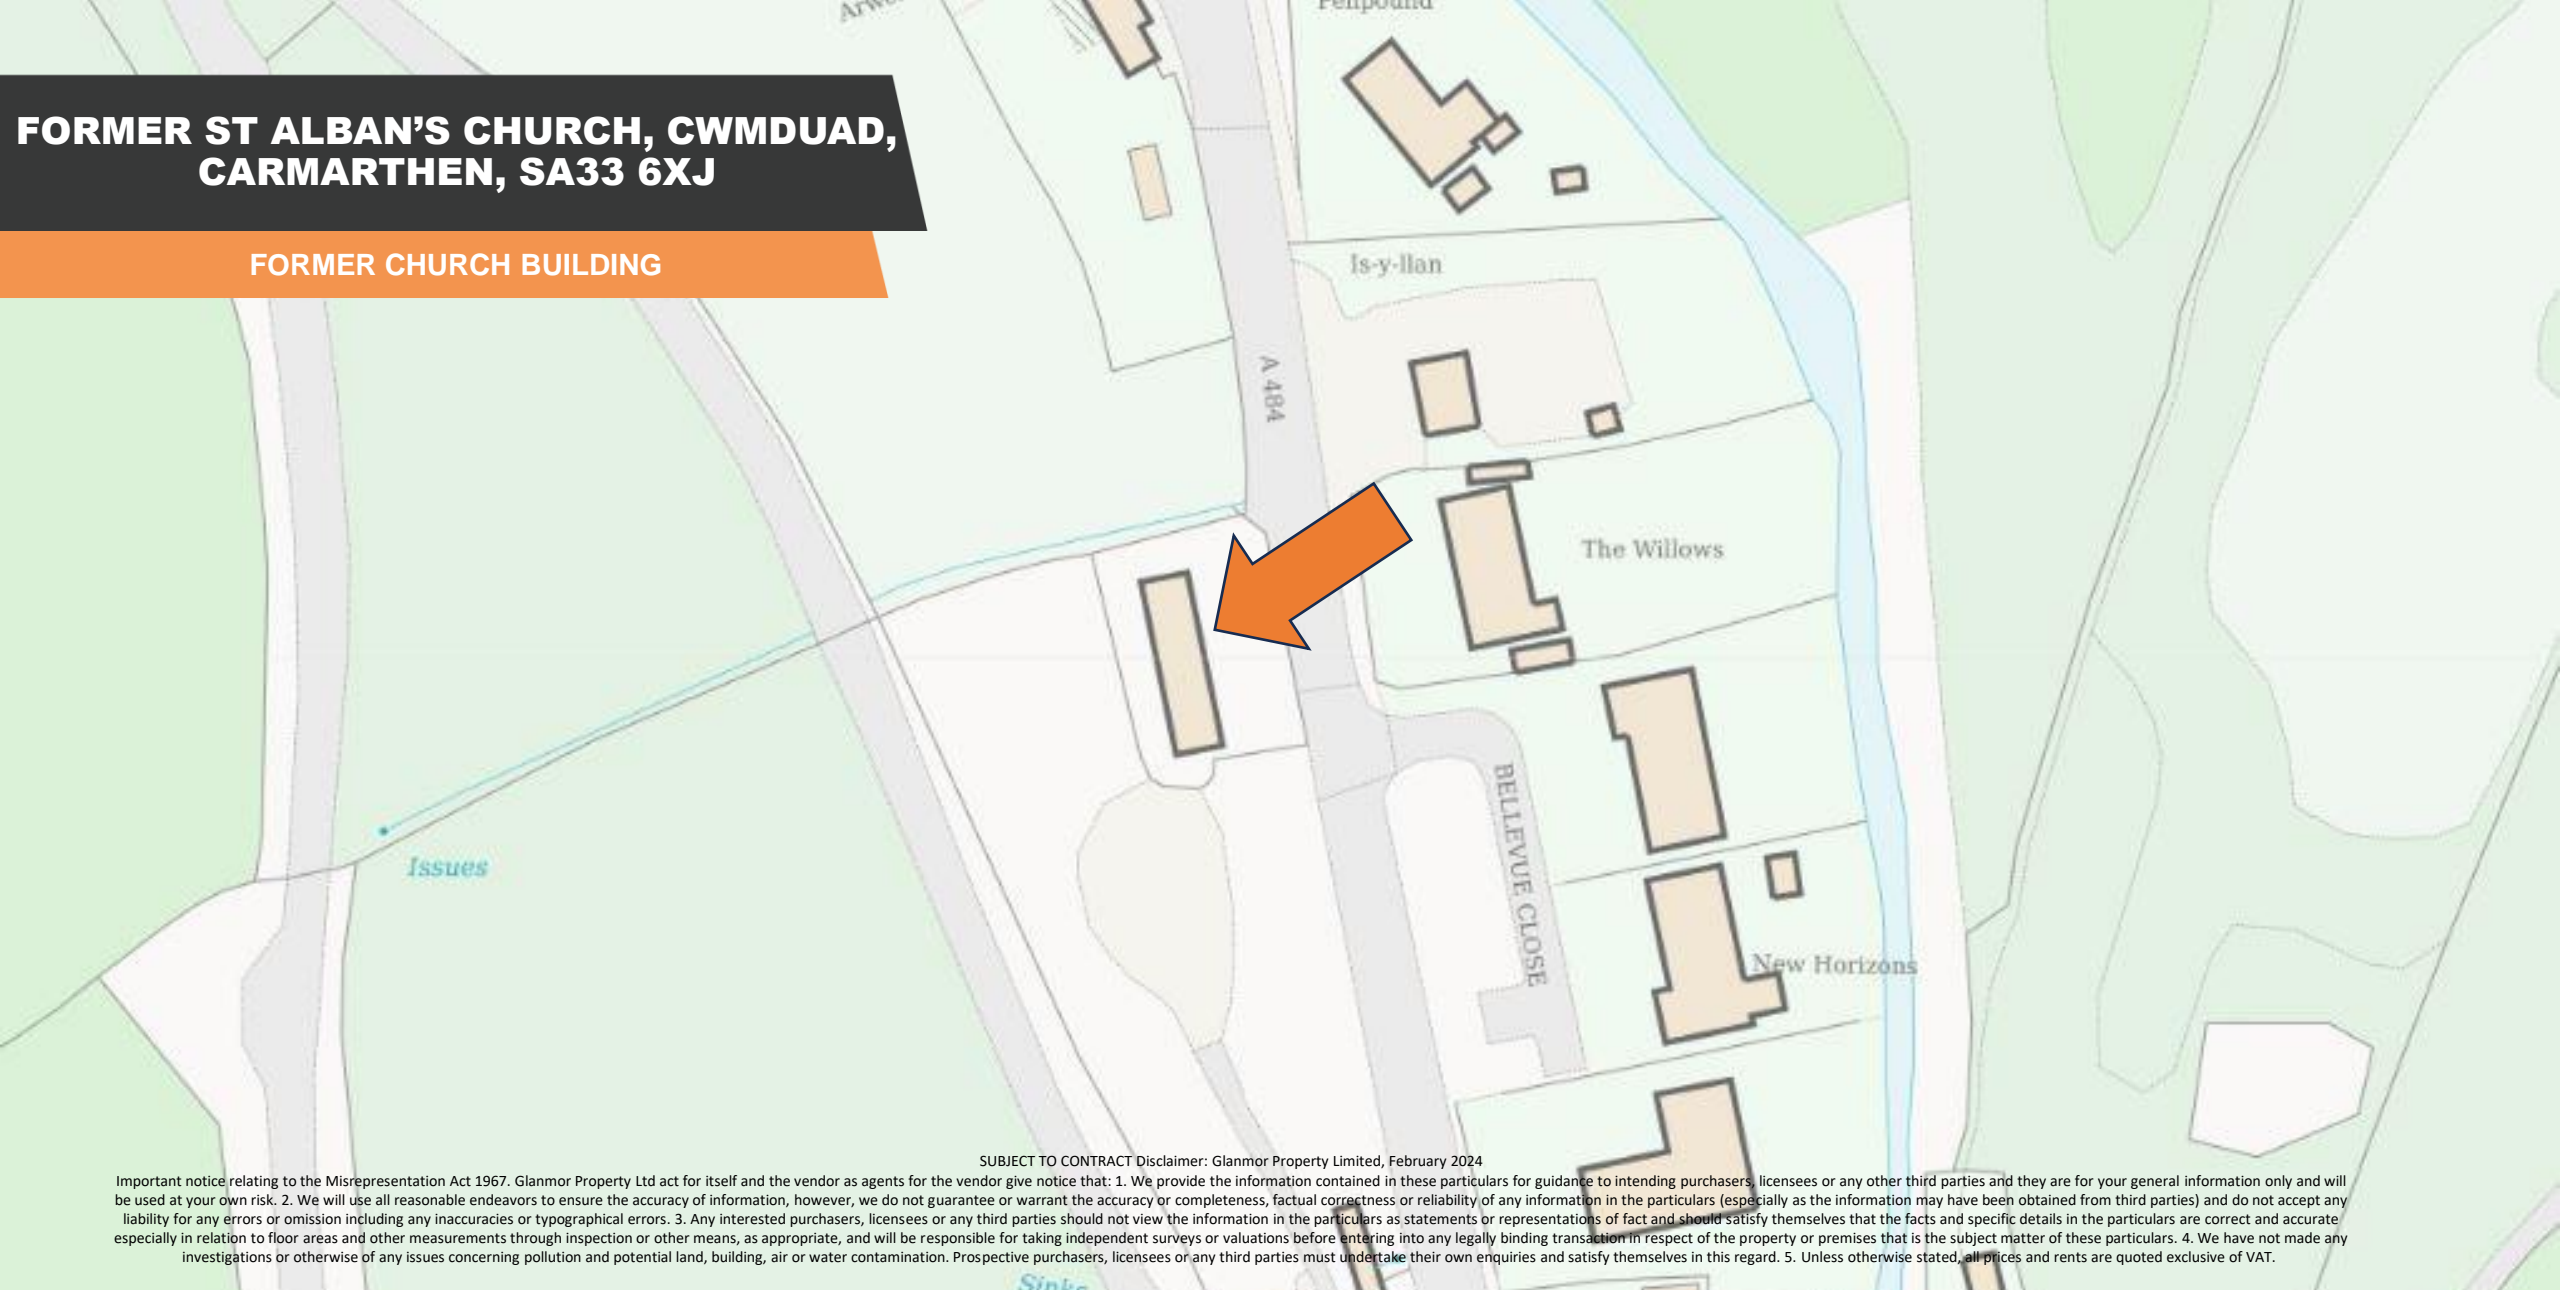 Penpound
FORMER ST ALBAN’S CHURCH, CWMDUAD,
CARMARTHEN, SA33 6XJ
FORMER CHURCH BUILDING
Is-y-llan
A 484
The Willows
BELLEVUE CLOSE
Issues
New Horizons
SUBJECT TO CONTRACT Disclaimer: Glanmor Property Limited, February 2024
Important notice relating to the Misrepresentation Act 1967. Glanmor Property Ltd act for itself and the vendor as agents for the vendor give notice that: 1. We provide the information contained in these particulars for guidance to intending purchasers, licensees or any other third parties and they are for your general information only and will
be used at your own risk. 2. We will use all reasonable endeavors to ensure the accuracy of information, however, we do not guarantee or warrant the accuracy or completeness, factual correctness or reliability of any information in the particulars (especially as the information may have been obtained from third parties) and do not accept any
liability for any errors or omission including any inaccuracies or typographical errors. 3. Any interested purchasers, licensees or any third parties should not view the information in the particulars as statements or representations of fact and should satisfy themselves that the facts and specific details in the particulars are correct and accurate
especially in relation to floor areas and other measurements through inspection or other means, as appropriate, and will be responsible for taking independent surveys or valuations before entering into any legally binding transaction in respect of the property or premises that is the subject matter of these particulars. 4. We have not made any
investigations or otherwise of any issues concerning pollution and potential land, building, air or water contamination. Prospective purchasers, licensees or any third parties must undertake their own enquiries and satisfy themselves in this regard. 5. Unless otherwise stated, all prices and rents are quoted exclusive of VAT.
Sinks